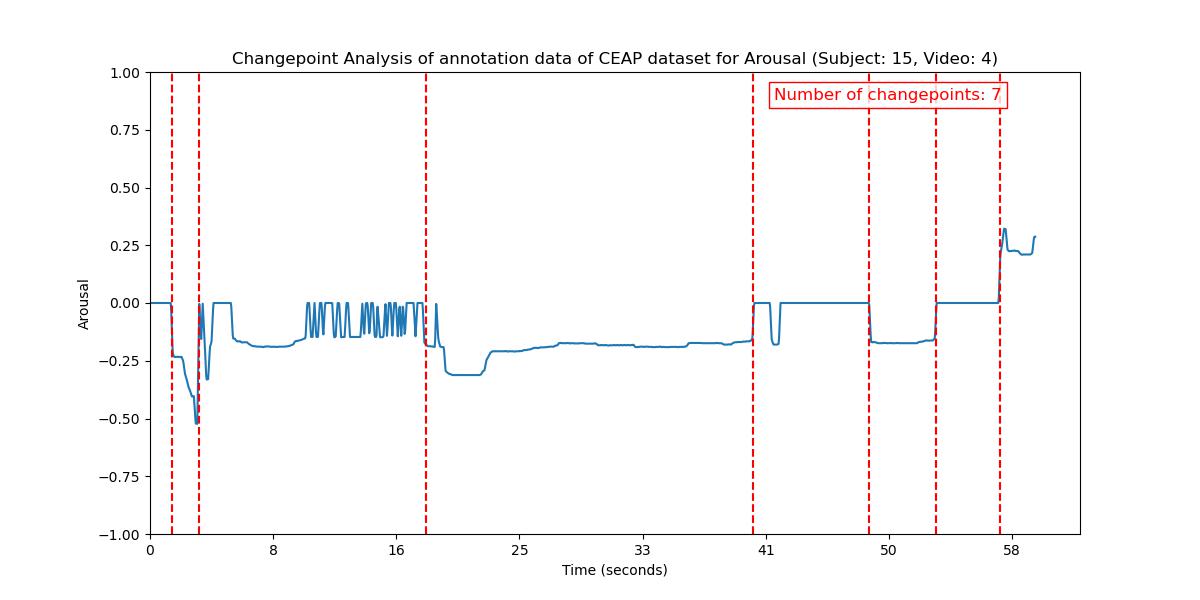 Changepoint Analysis of annotation data of CEAP dataset for Arousal (Subject: 15, Video: 4)
Number of changepoints: 7
1.00
0.75
0.50
0.25
0.00
−0.25
−0.50
−0.75
−1.00
Arousal
0 8 16 25 33 41 50 58
Time (seconds)